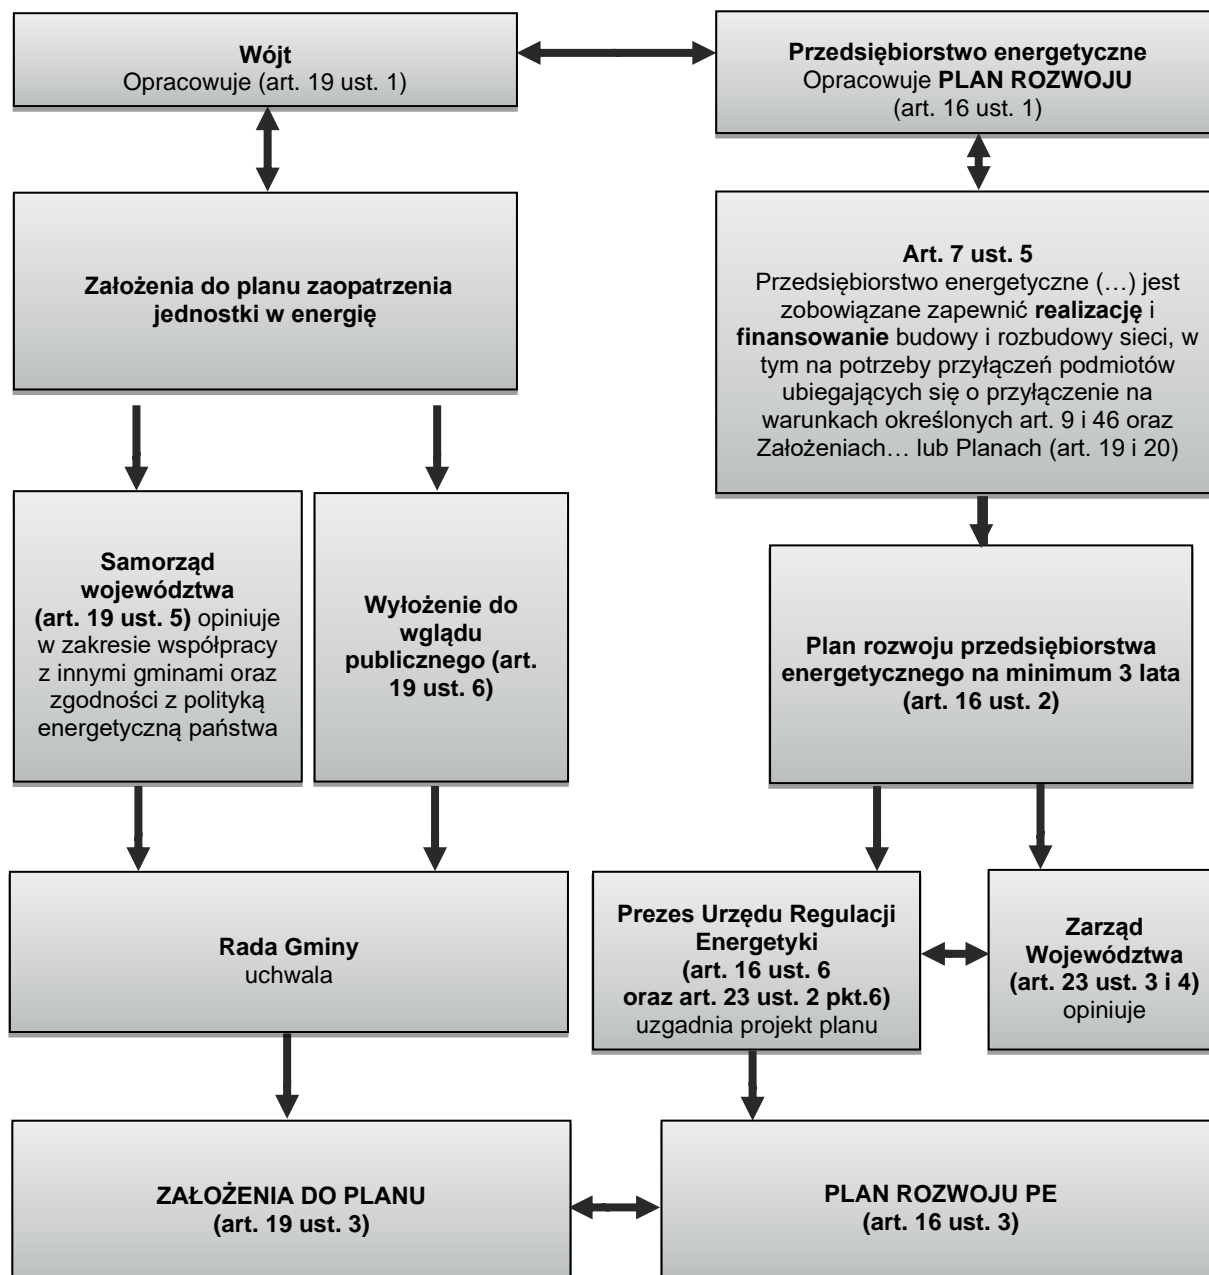 Wójt
Opracowuje (art. 19 ust. 1)
Przedsiębiorstwo energetyczne
Opracowuje PLAN ROZWOJU
(art. 16 ust. 1)
Założenia do planu zaopatrzenia
jednostki w energię
Art. 7 ust. 5
Przedsiębiorstwo energetyczne (…) jest
zobowiązane zapewnić realizację i
finansowanie budowy i rozbudowy sieci, w
tym na potrzeby przyłączeń podmiotów
ubiegających się o przyłączenie na
warunkach określonych art. 9 i 46 oraz
Założeniach… lub Planach (art. 19 i 20)
Samorząd
województwa
(art. 19 ust. 5) opiniuje
w zakresie współpracy
z innymi gminami oraz
zgodności z polityką
energetyczną państwa
Wyłożenie do
wglądu
publicznego (art.
19 ust. 6)
Plan rozwoju przedsiębiorstwa
energetycznego na minimum 3 lata
(art. 16 ust. 2)
Rada Gminy
uchwala
Prezes Urzędu Regulacji
Energetyki
(art. 16 ust. 6
oraz art. 23 ust. 2 pkt.6)
uzgadnia projekt planu
Zarząd
Województwa
(art. 23 ust. 3 i 4)
opiniuje
ZAŁOŻENIA DO PLANU
(art. 19 ust. 3)
PLAN ROZWOJU PE
(art. 16 ust. 3)